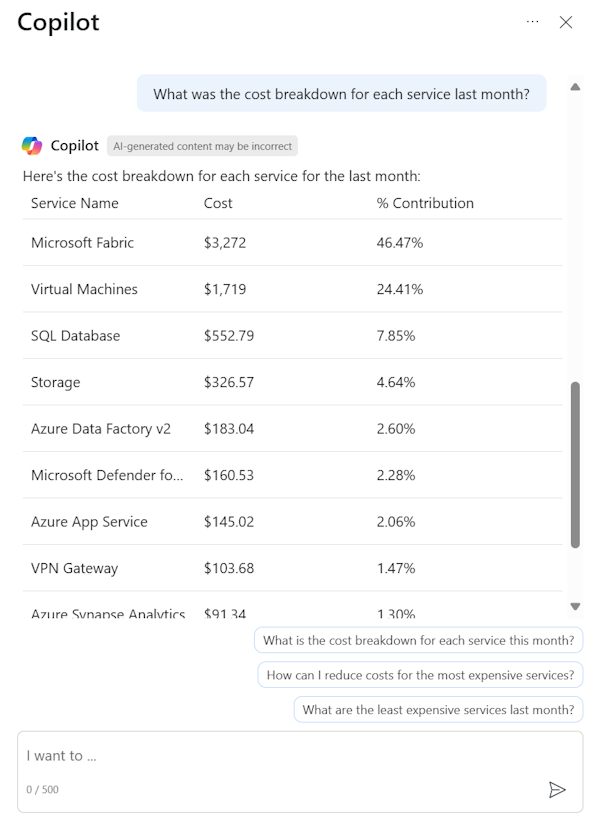 Copilot
What was the cost breakdown for each service last month?
Copilot AI-generated content may be incorrect
Here's the cost breakdown for each service for the last month:
Service Name Cost % Contribution
Microsoft Fabric $3,272 46.47%
Virtual Machines $1,719 24.41%
SQL Database $552.79 7.85%
Storage $326.57 4.64%
Azure Data Factory v2 $183.04 2.60%
Microsoft Defender fo... $160.53 2.28%
Azure App Service $145.02 2.06%
VPN Gateway $103.68 1.47%
Azure Synapse Analytics $91.34 1.30%
What is the cost breakdown for each service this month?
How can I reduce costs for the most expensive services?
What are the least expensive services last month?
I want to ...
0 / 500